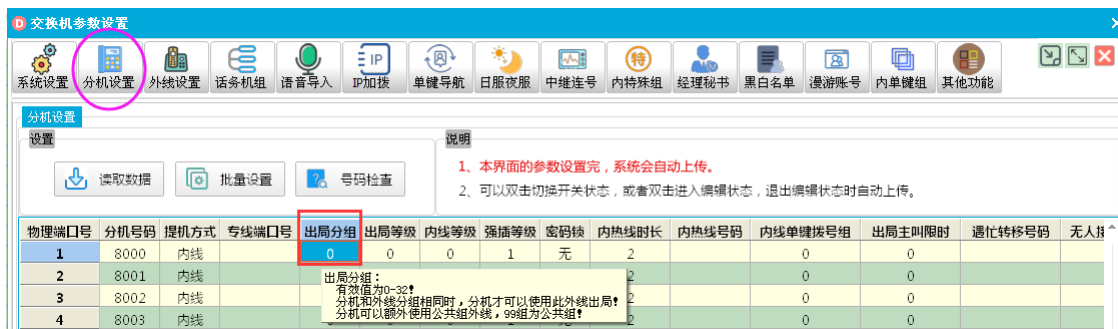 D 交换机参数设置
系统设置 分机设置 外线设置 话务机组 语音导入 IP加拨 单键导航 日服夜服 中继连号 内特殊组 经理秘书 黑白名单 漫游账号 内单键组 其他功能
分机设置
设置
读取数据 批量设置 号码检查
说明
1、本界面的参数设置完，系统会自动上传。
2、可以双击切换开关状态，或者双击进入编辑状态，退出编辑状态时自动上传。
物理端口号 分机号码 提机方式 专线端口号 出局分组 出局等级 内线等级 强插等级 密码锁 内热线时长 内热线号码 内线单键拨号组 出局主叫限时 遇忙转移号码 无人接
1 8000 内线 0 0 0 1 无 2 0 0
2 8001 内线 2 0 0
3 8002 内线 2 0 0
4 8003 内线 2 0 0
出局分组：
有效值为0-32!
分机和外线分组相同时，分机才可以使用此外线出局!
分机可以额外使用公共组外线，99组为公共组!